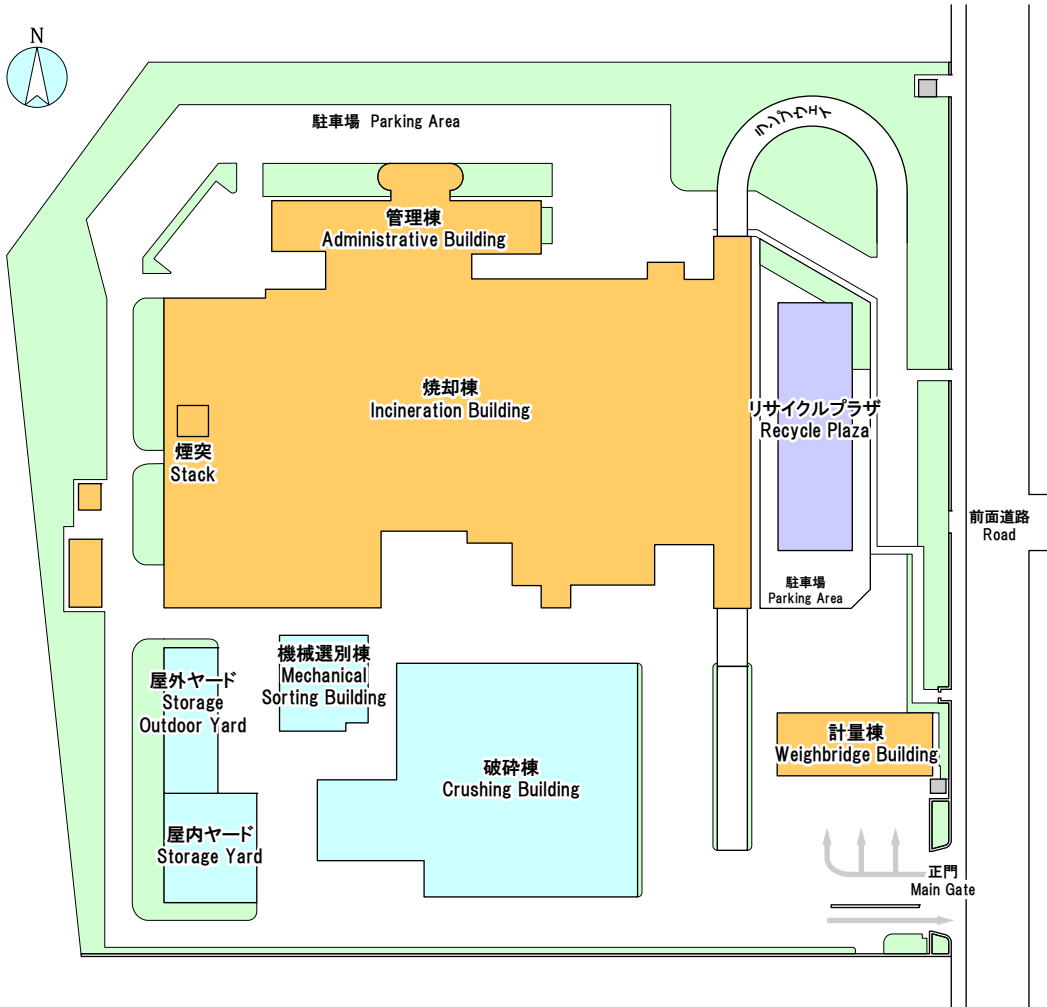 N
駐車場 Parking Area
ランプウェイ
管理棟
Administrative Building
焼却棟
Incineration Building
リサイクルプラザ
Recycle Plaza
煙突
Stack
前面道路
Road
駐車場
Parking Area
機械選別棟
Mechanical
Sorting Building
屋外ヤード
Storage
Outdoor Yard
計量棟
Weighbridge Building
破砕棟
Crushing Building
屋内ヤード
Storage Yard
正門
Main Gate